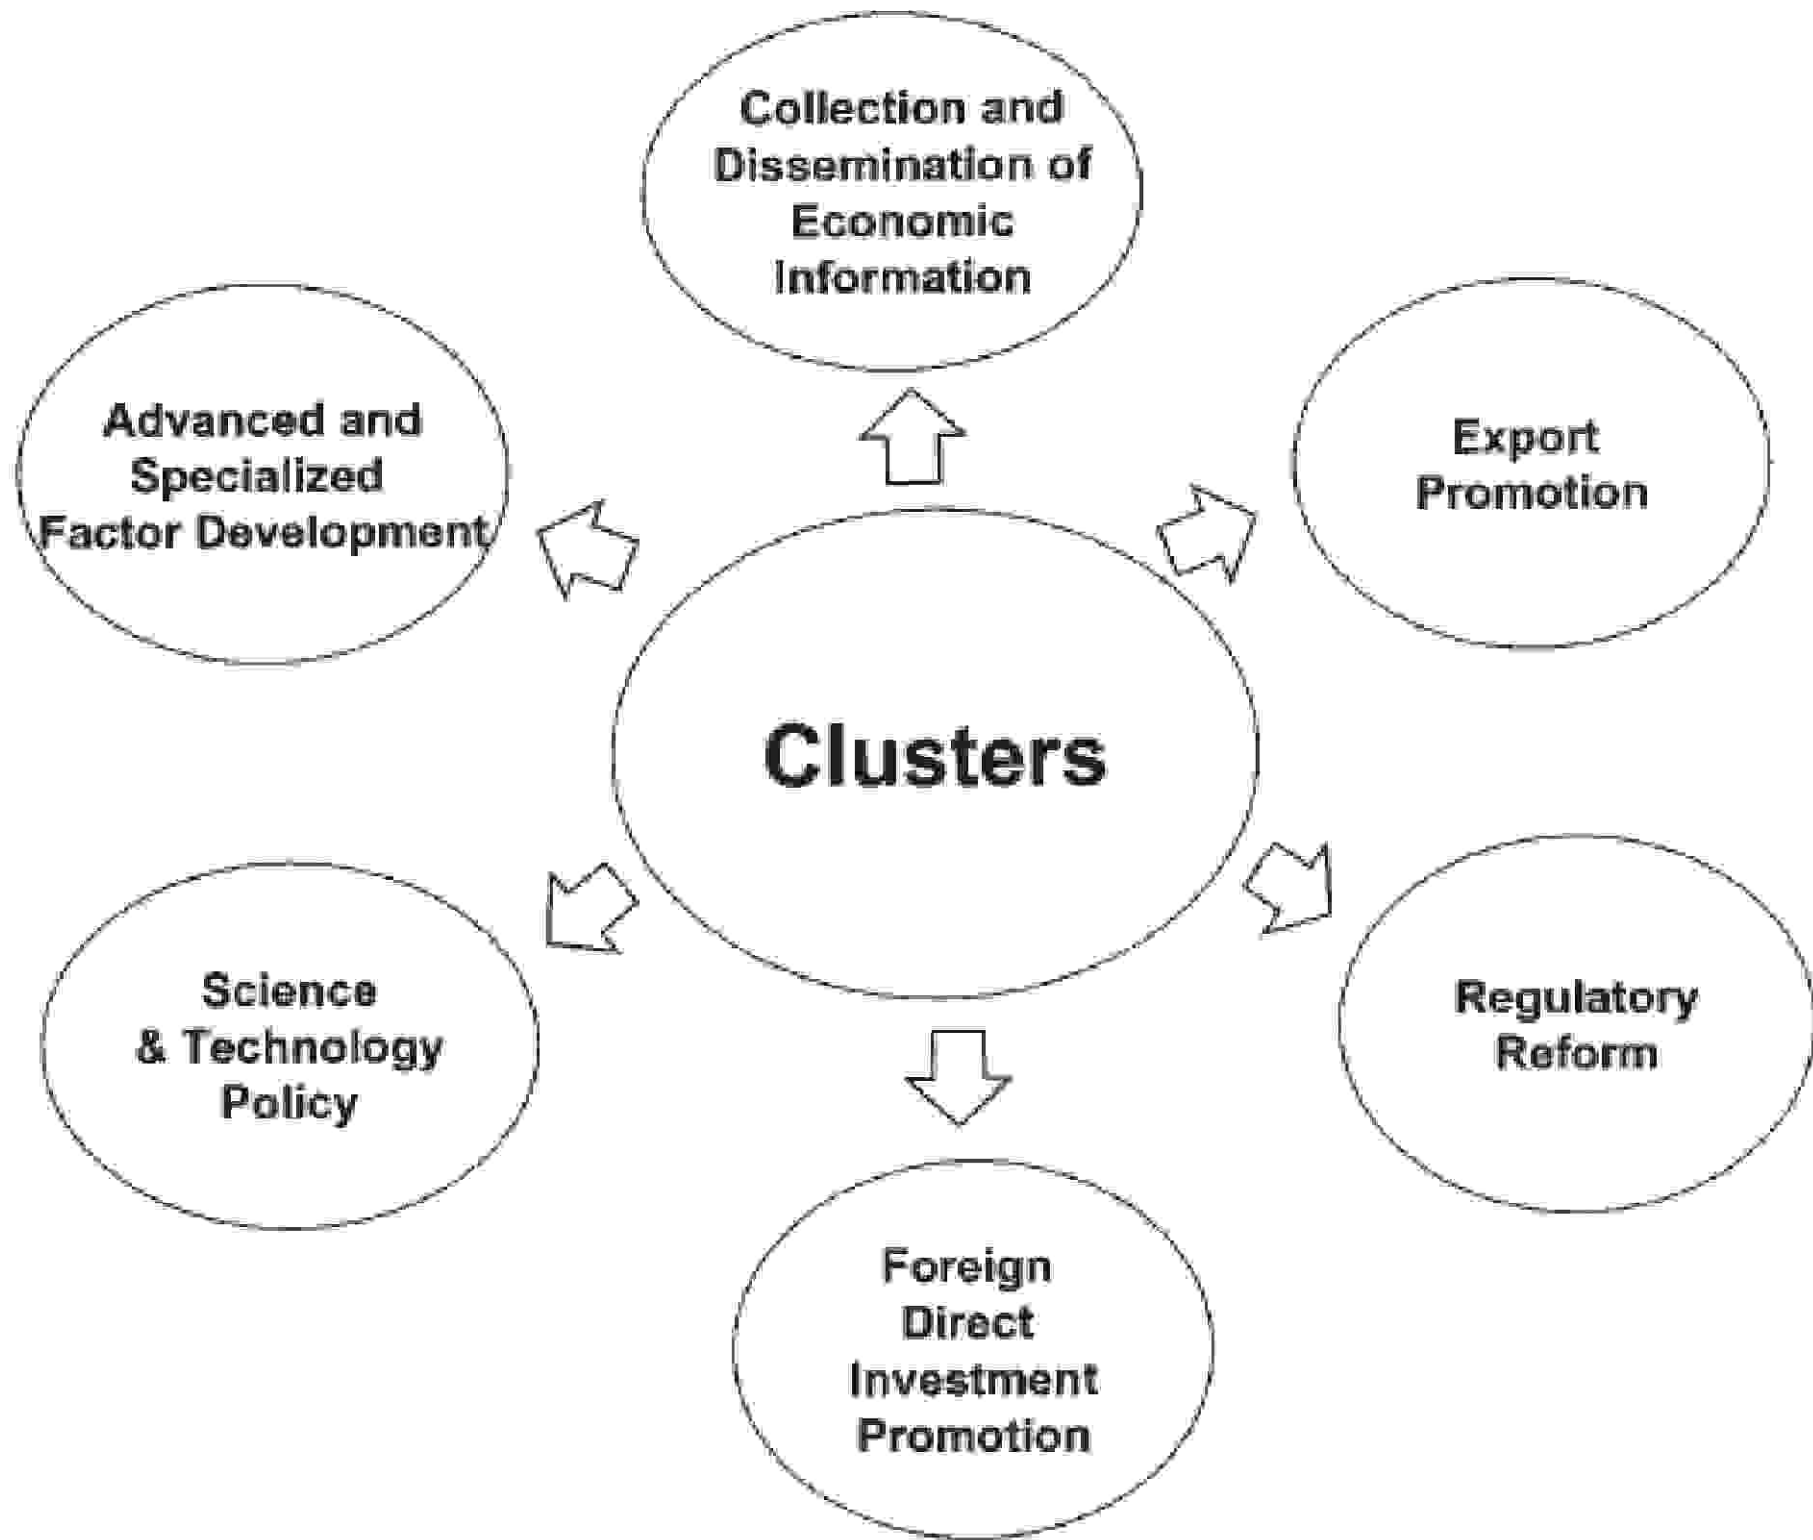 Collection and
Dissemination of
Economic
Information
Advanced and
Specialized
Factor Development
Export
Promotion
Clusters
Science
& Technology
Policy
Regulatory
Reform
Foreign
Direct
Investment
Promotion